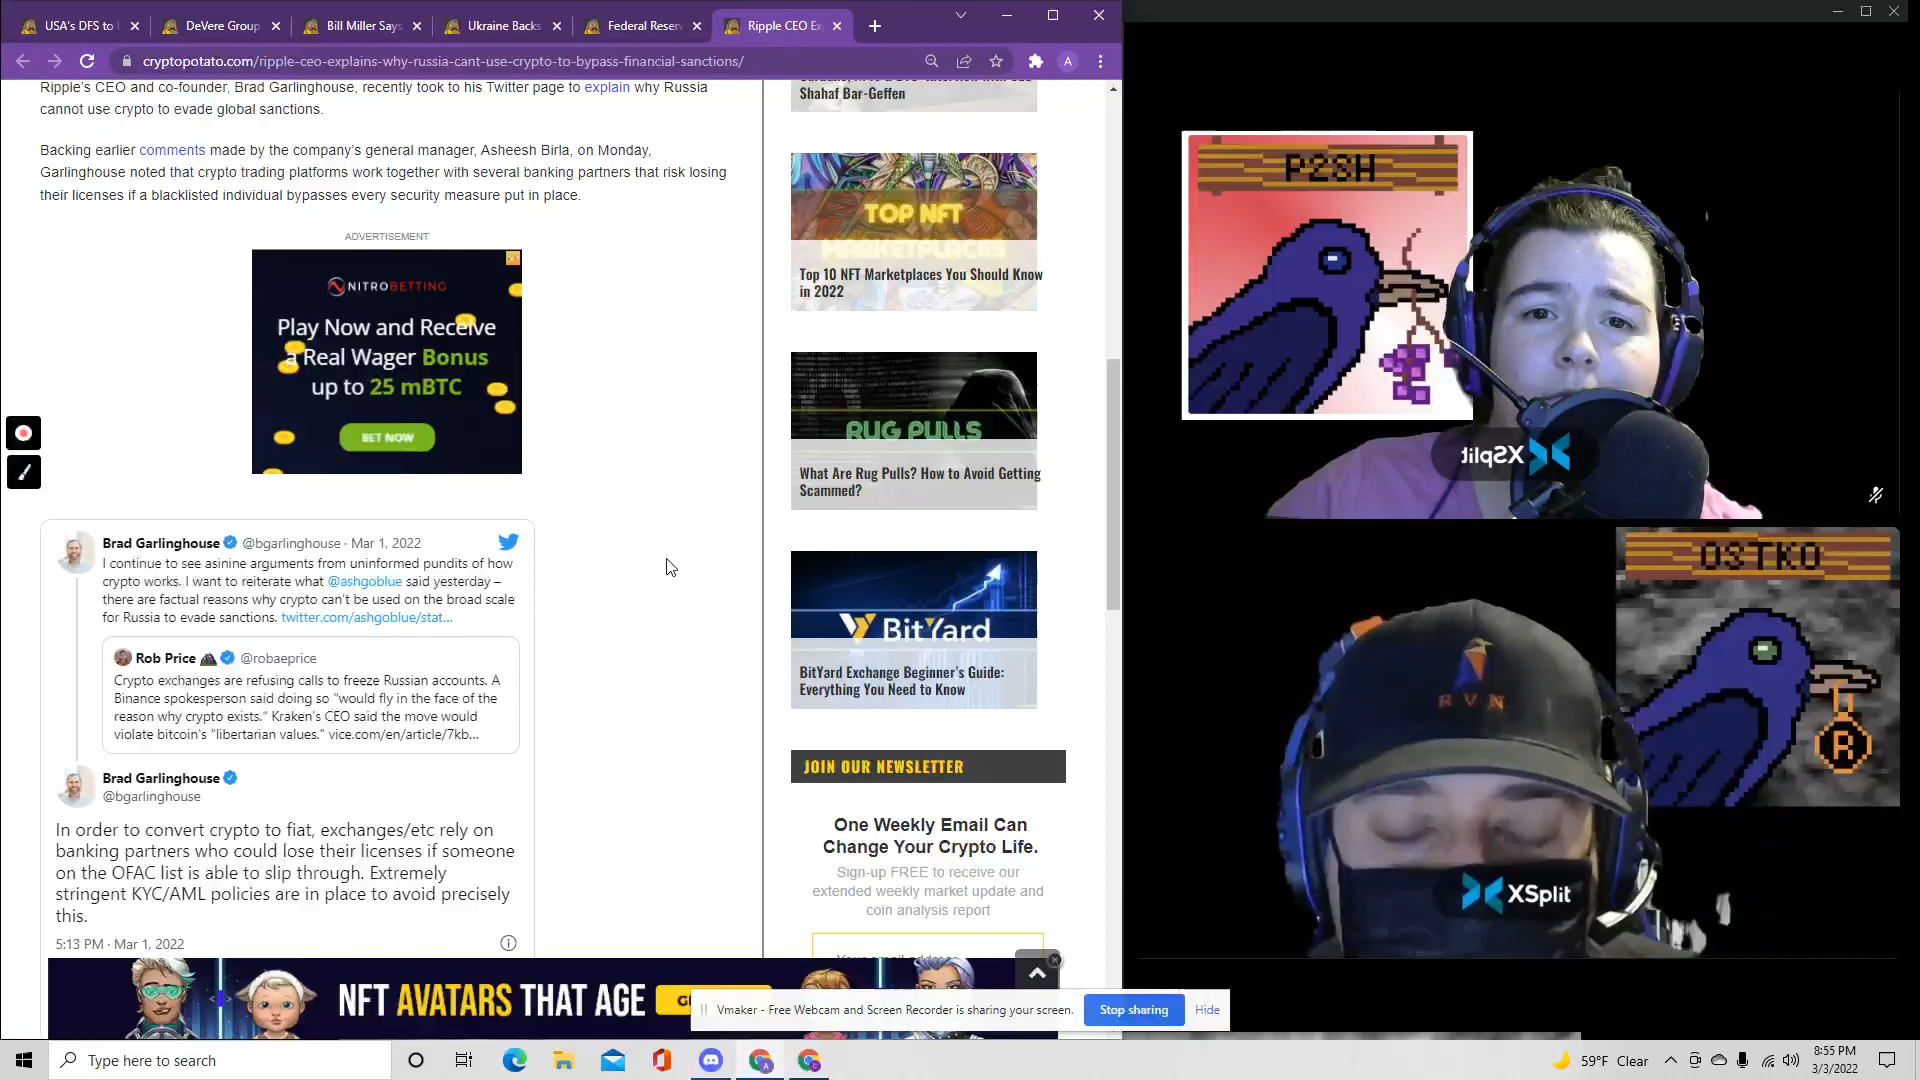 USA's DFS to
DeVere Group
Bill Miller Says
Ukraine Backs
Federal Reser
Ripple CEO Ex
cryptopotato.com/ripple-ceo-explains-why-russia-cant-use-crypto-to-bypass-financial-sanctions/
A
Ripple's CEO and co-founder, Brad Garlinghouse, recently took to his Twitter page to explain why Russia
cannot use crypto to evade global sanctions.
Backing earlier comments made by the company's general manager, Asheesh Birla, on Monday,
Garlinghouse noted that crypto trading platforms work together with several banking partners that risk losing
their licenses if a blacklisted individual bypasses every security measure put in place.
ADVERTISEMENT
NITROBETTING
Play Now and Receive
a Real Wager Bonus
up to 25 mBTC
BET NOW
Brad Garlinghouse @bgarlinghouse · Mar 1, 2022
I continue to see asinine arguments from uninformed pundits of how
crypto works. I want to reiterate what @ashgoblue said yesterday –
there are factual reasons why crypto can't be used on the broad scale
for Russia to evade sanctions. twitter.com/ashgoblue/stat...
Rob Price @robaeprice
Crypto exchanges are refusing calls to freeze Russian accounts. A
Binance spokesperson said doing so "would fly in the face of the
reason why crypto exists." Kraken's CEO said the move would
violate bitcoin's "libertarian values." vice.com/en/article/7kb...
Brad Garlinghouse
@bgarlinghouse
In order to convert crypto to fiat, exchanges/etc rely on
banking partners who could lose their licenses if someone
on the OFAC list is able to slip through. Extremely
stringent KYC/AML policies are in place to avoid precisely
this.
5:13 PM · Mar 1, 2022
Shahaf Bar-Geffen
TOP NFT
MARKETPLACES
Top 10 NFT Marketplaces You Should Know
in 2022
RUG PULLS
What Are Rug Pulls? How to Avoid Getting
Scammed?
BitYard
BitYard Exchange Beginner's Guide:
Everything You Need to Know
JOIN OUR NEWSLETTER
One Weekly Email Can
Change Your Crypto Life.
Sign-up FREE to receive our
extended weekly market update and
coin analysis report
NFT AVATARS THAT AGE
Vmaker - Free Webcam and Screen Recorder is sharing your screen.
Stop sharing
Hide
P2SH
XSplit
OSTKO
RVN
R
XSplit
Type here to search
59°F Clear
8:55 PM
3/3/2022